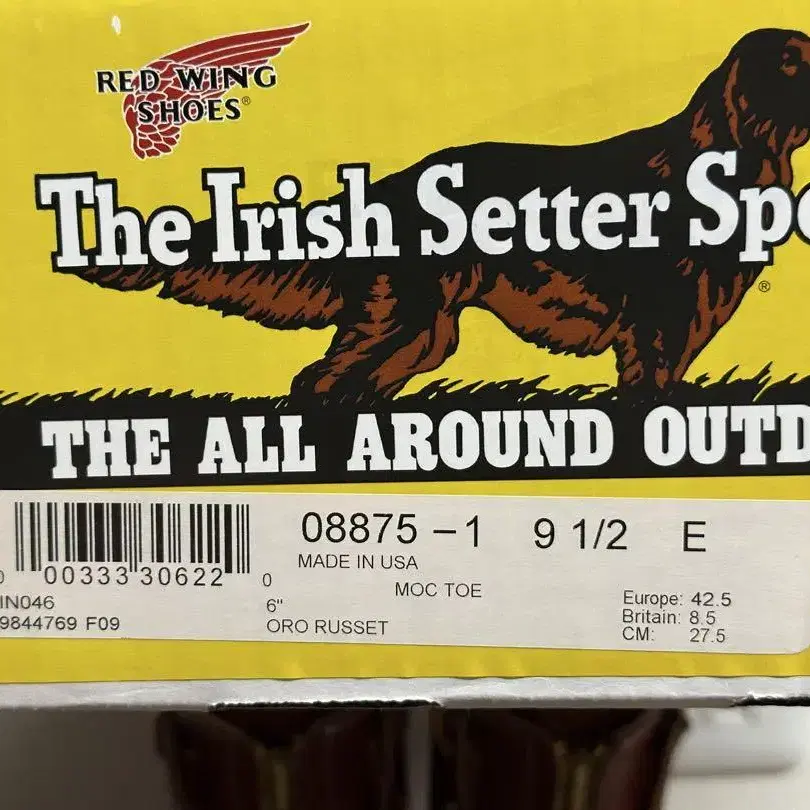 RED WING
SHOES®
The Irish Setter Spo
®
THE ALL AROUND OUTD
08875 -1 9 1/2 E
MADE IN USA
0 00333 30622 0
MOC TOE
IN046
6"
9844769 F09
ORO RUSSET
Europe: 42.5
Britain: 8.5
CM: 27.5